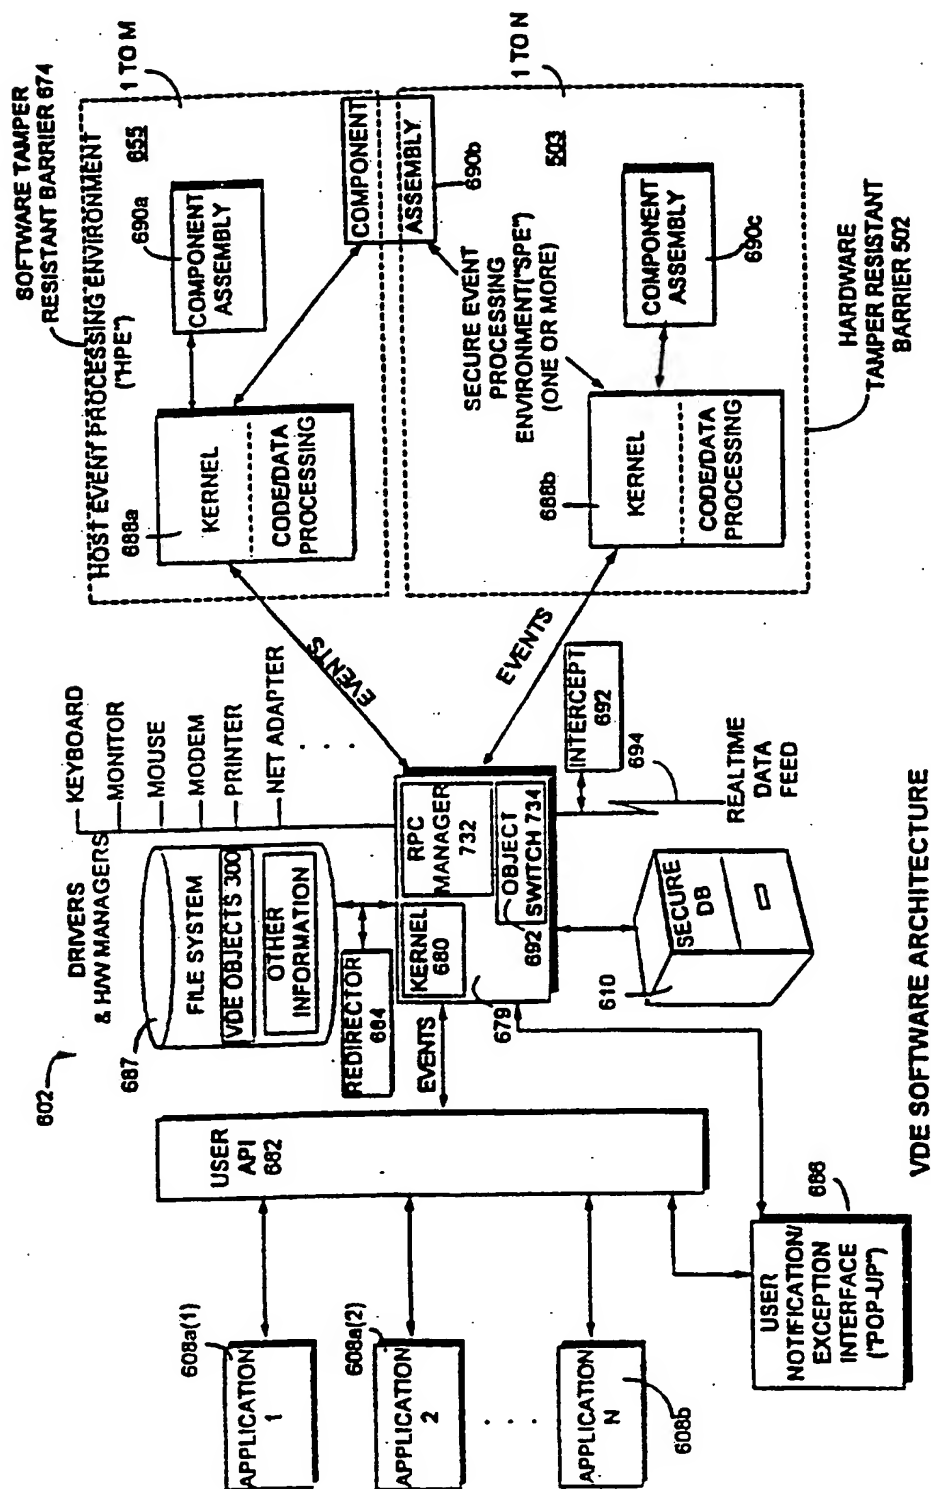 602
DRIVERS
& H/W MANAGERS
KEYBOARD
MONITOR
MOUSE
MODEM
PRINTER
NET ADAPTER
. . . .
SOFTWARE TAMPER
RESISTANT BARRIER 674
HOST EVENT PROCESSING ENVIRONMENT
("HPE")
655
1 TO M
688a
KERNEL
CODE/DATA
PROCESSING
690a
COMPONENT
ASSEMBLY
COMPONENT
ASSEMBLY
690b
608a(1)
APPLICATION
1
608a(2)
APPLICATION
2
. . . .
APPLICATION
N
608b
USER
API
682
EVENTS
687
FILE SYSTEM
VDE OBJECTS 300
OTHER
INFORMATION
REDIRECTOR
684
KERNEL
680
RPC
MANAGER
732
692
OBJECT
SWITCH 734
679
EVENTS
EVENTS
INTERCEPT
692
694
REALTIME
DATA
FEED
610
SECURE
DB
SECURE EVENT
PROCESSING
ENVIRONMENT("SPE")
(ONE OR MORE)
503
1 TO N
688b
KERNEL
CODE/DATA
PROCESSING
COMPONENT
ASSEMBLY
690c
HARDWARE
TAMPER RESISTANT
BARRIER 502
686
USER
NOTIFICATION/
EXCEPTION
INTERFACE
("POP-UP")
VDE SOFTWARE ARCHITECTURE